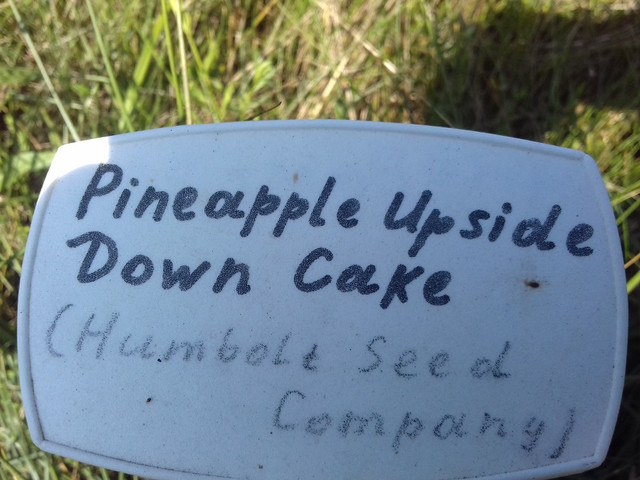 Pineapple Upside
Down Cake
(Humbolt Seed
Company)